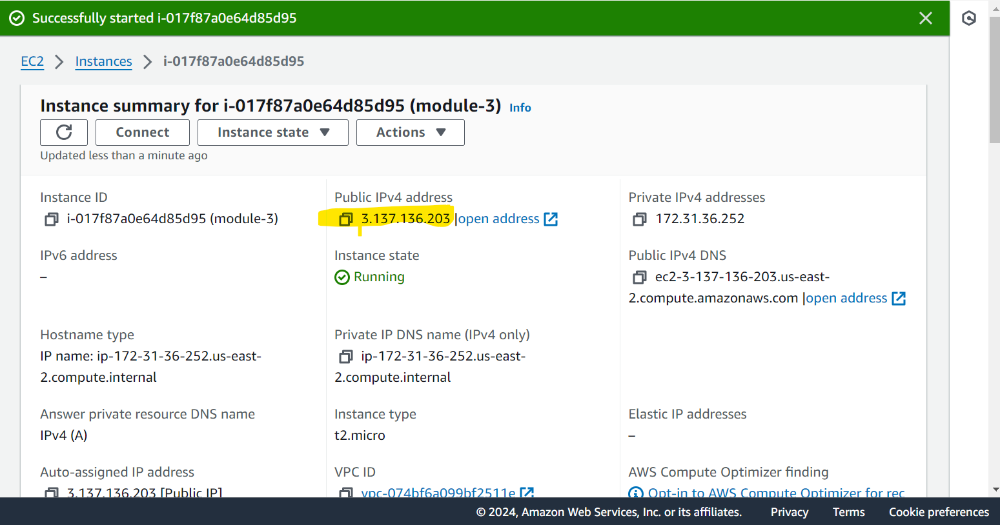 Successfully started i-017f87a0e64d85d95
EC2 Instances i-017f87a0e64d85d95
Instance summary for i-017f87a0e64d85d95 (module-3) Info
Connect Instance state Actions
Updated less than a minute ago
Instance ID
i-017f87a0e64d85d95 (module-3)
Public IPv4 address
3.137.136.203 |open address
Private IPv4 addresses
172.31.36.252
IPv6 address
–
Instance state
Running
Public IPv4 DNS
ec2-3-137-136-203.us-east-
2.compute.amazonaws.com |open address
Hostname type
IP name: ip-172-31-36-252.us-east-
2.compute.internal
Private IP DNS name (IPv4 only)
ip-172-31-36-252.us-east-
2.compute.internal
Answer private resource DNS name
IPv4 (A)
Instance type
t2.micro
Elastic IP addresses
–
Auto-assigned IP address
3.137.136.203 [Public IP]
VPC ID
vpc-074bf6a099bf2511e
AWS Compute Optimizer finding
Opt-in to AWS Compute Optimizer for rec
© 2024, Amazon Web Services, Inc. or its affiliates. Privacy Terms Cookie preferences